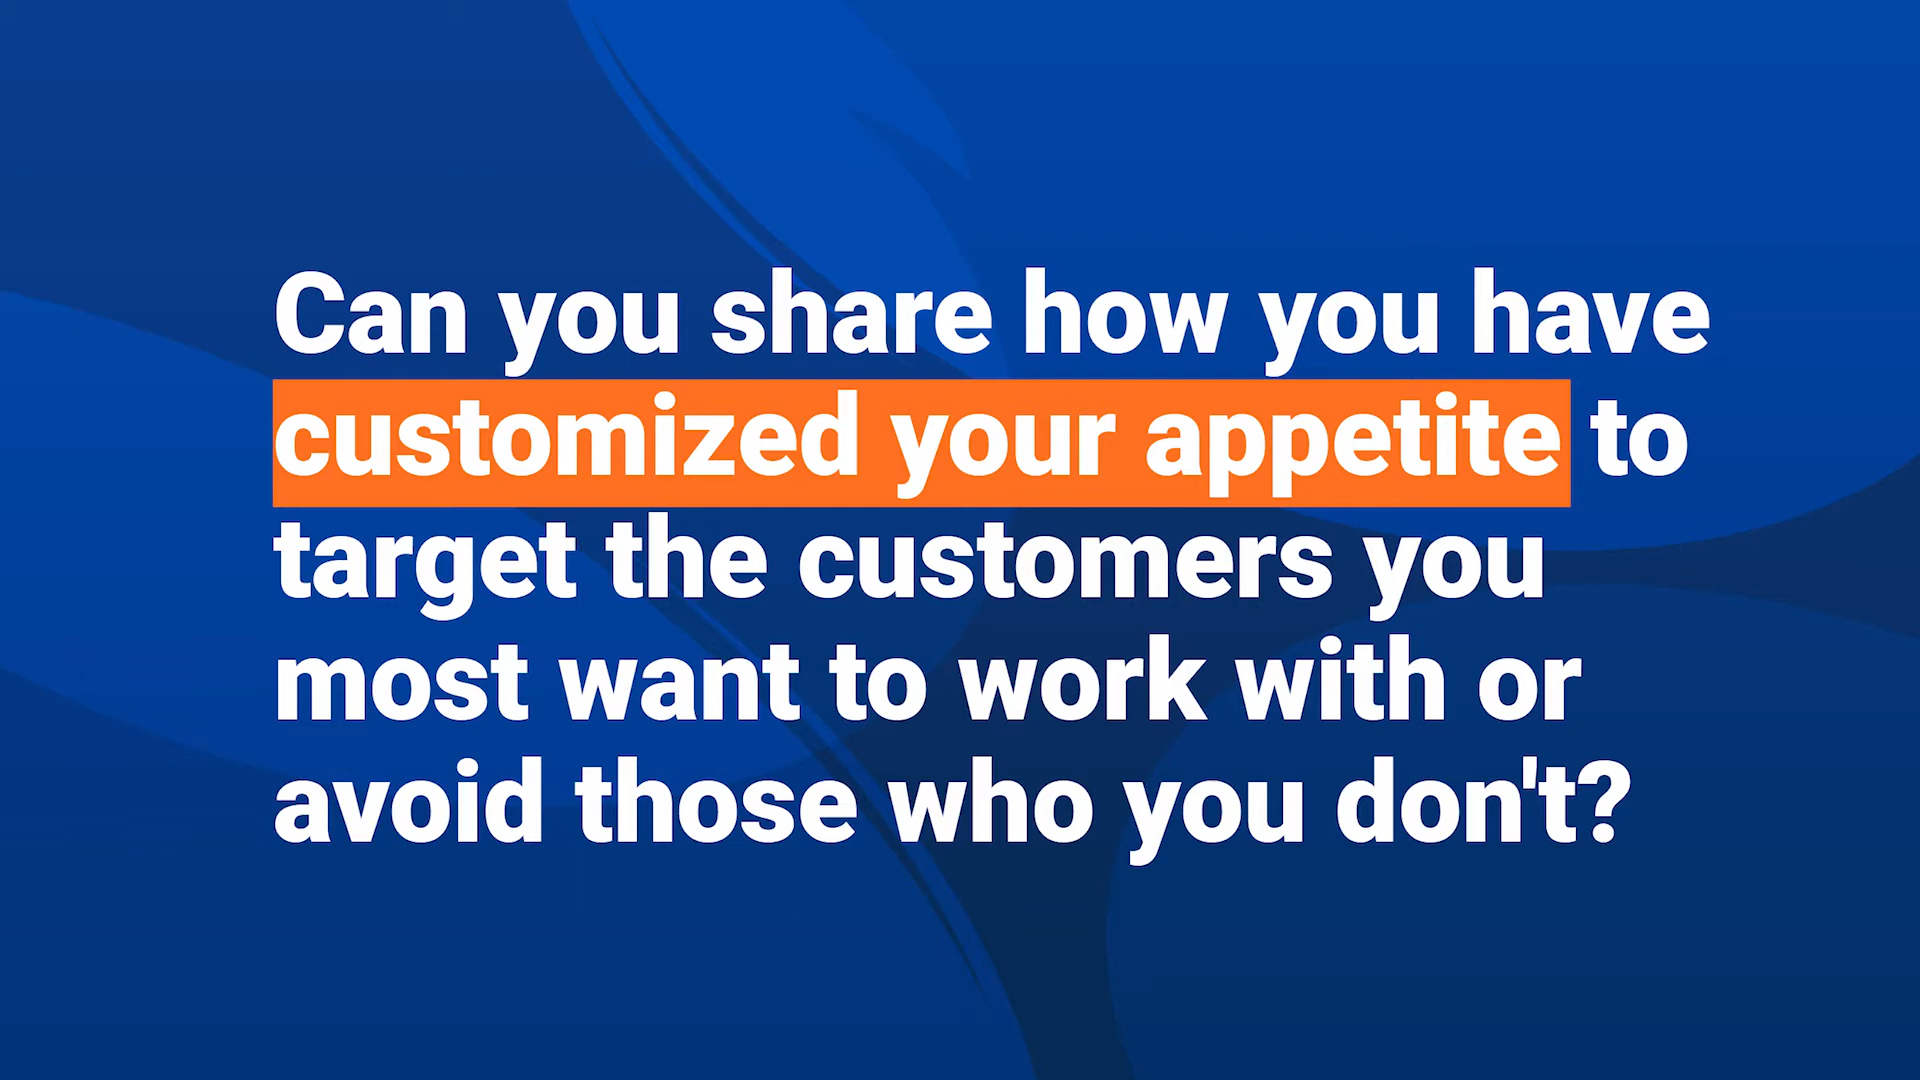 Can you share how you have
customized your appetite to
target the customers you
most want to work with or
avoid those who you don't?